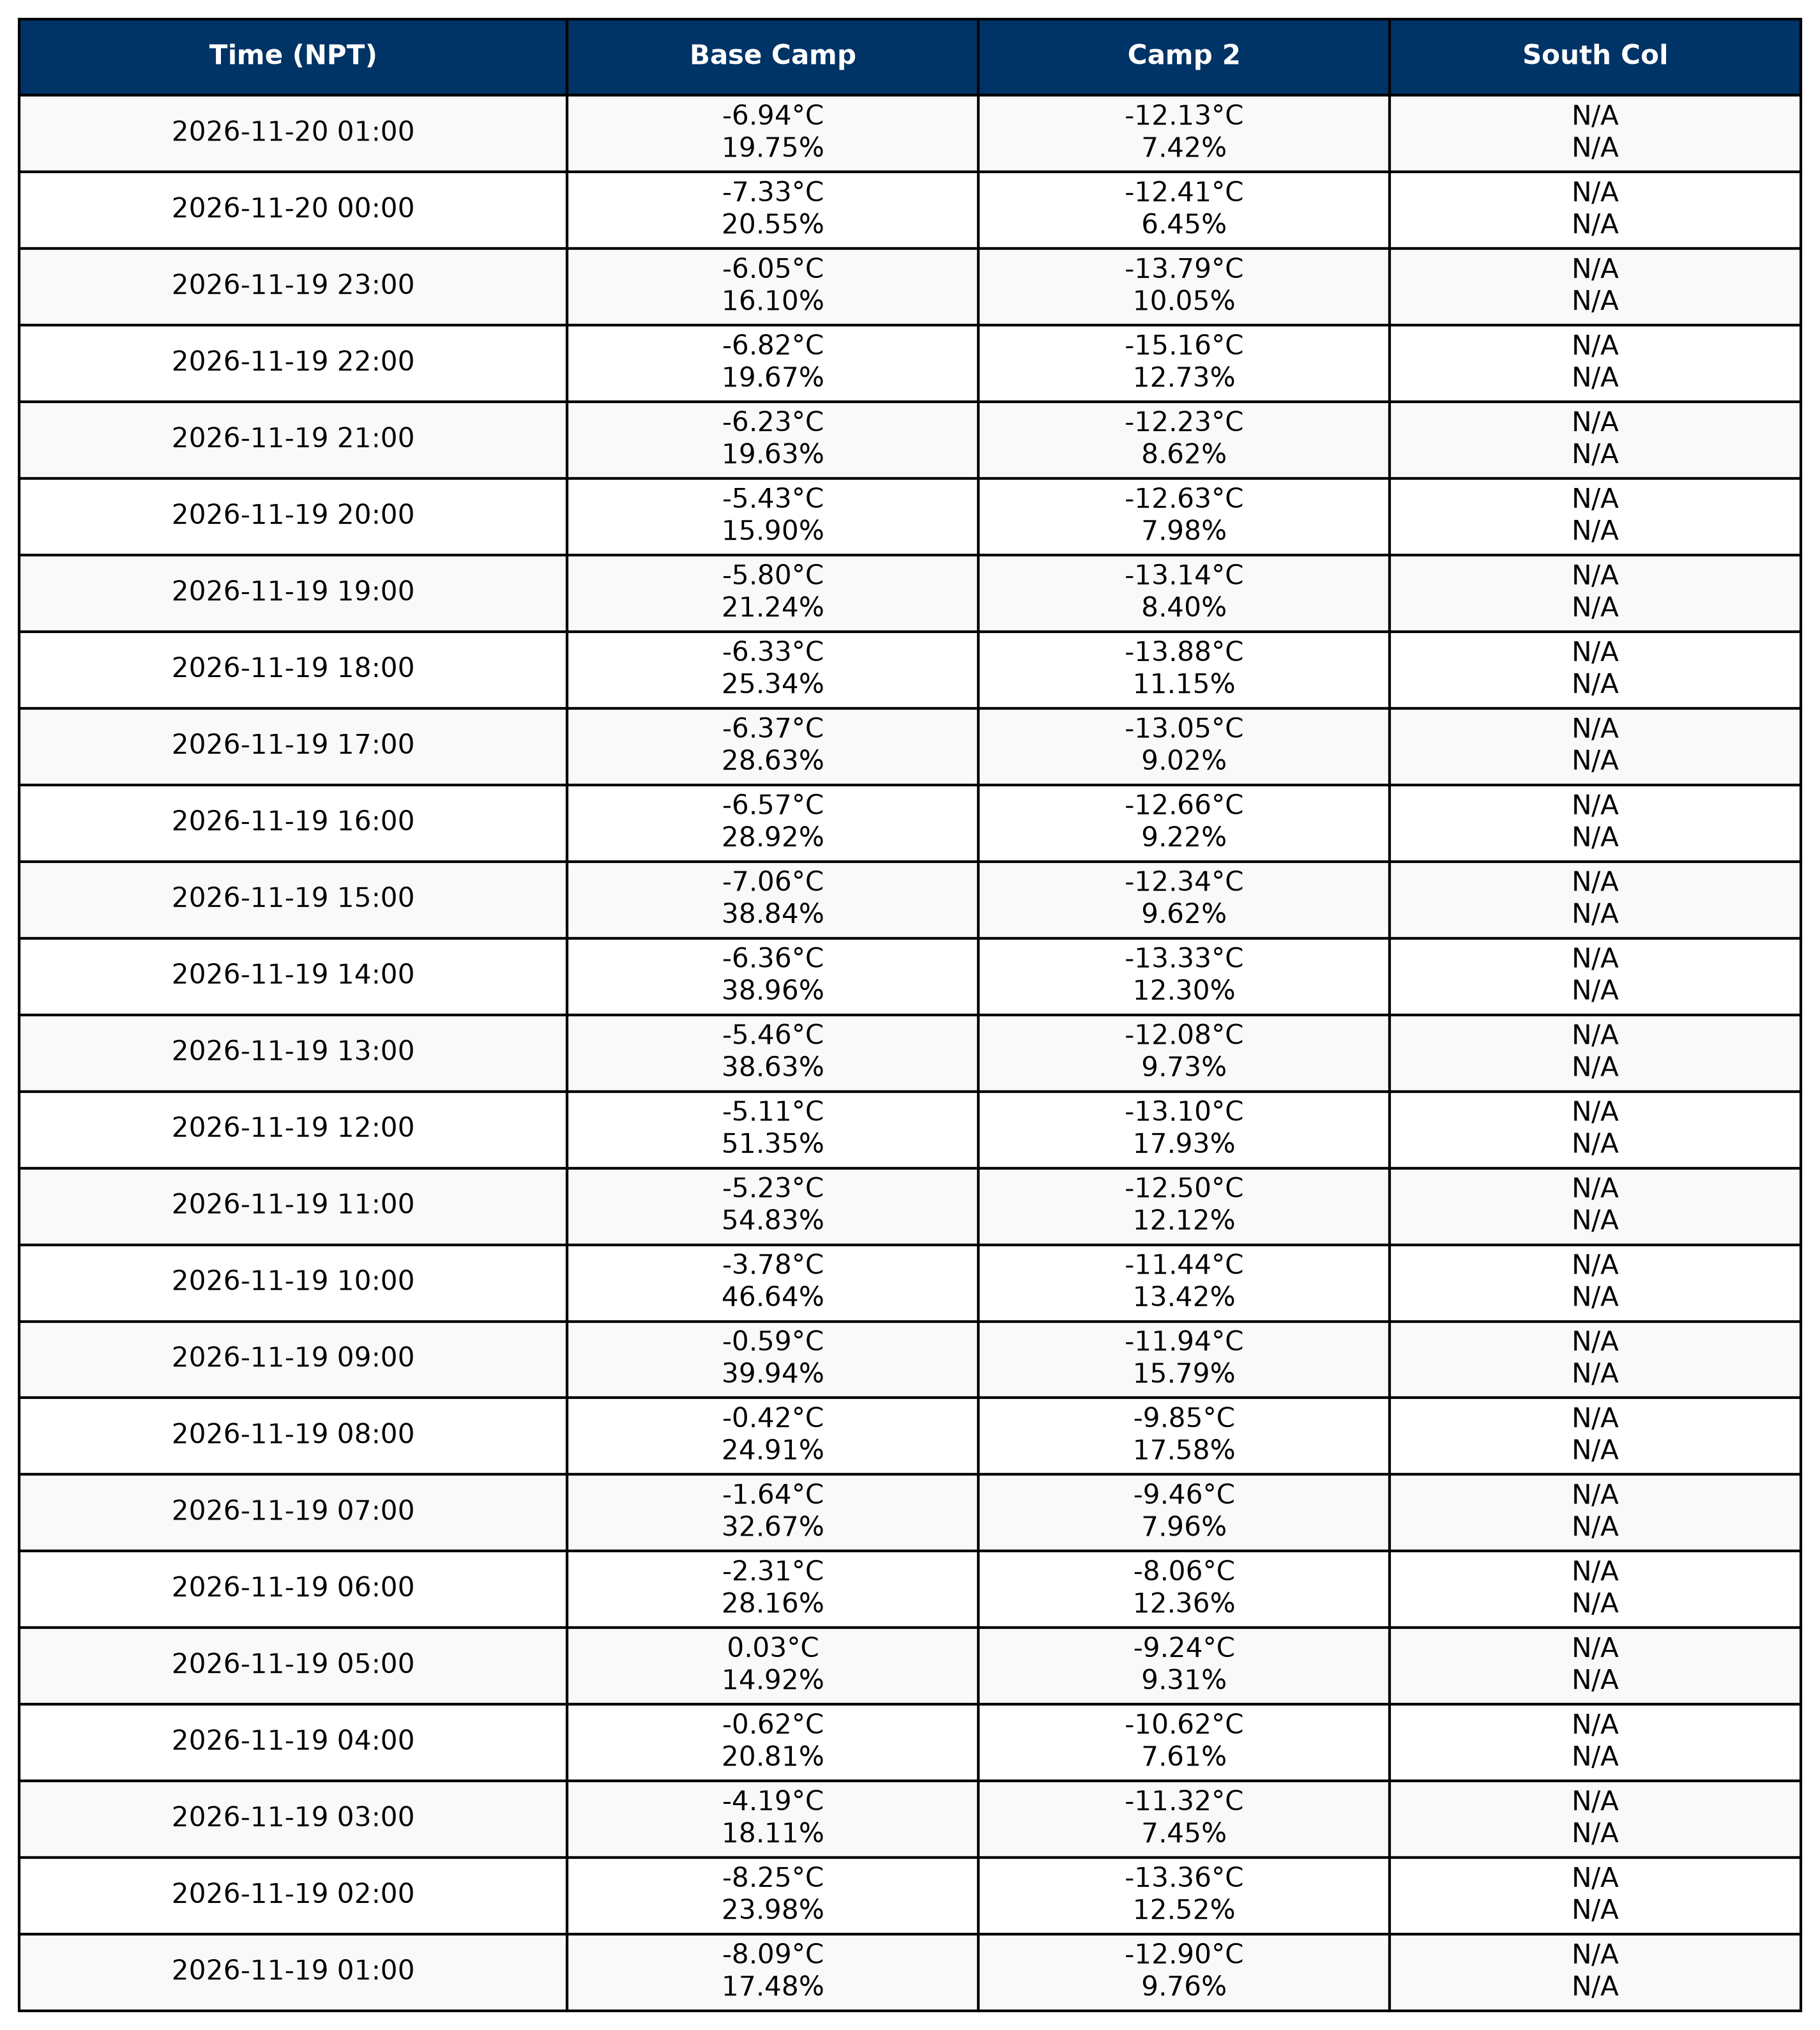 Time (NPT) Base Camp Camp 2 South Col
-6.94°C -12.13°C N/A
2026-11-20 01:00
19.75% 7.42% N/A
-7.33°C -12.41°C N/A
2026-11-20 00:00
20.55% 6.45% N/A
-6.05°C -13.79°C N/A
2026-11-19 23:00
16.10% 10.05% N/A
-6.82°C -15.16°C N/A
2026-11-19 22:00
19.67% 12.73% N/A
-6.23°C -12.23°C N/A
2026-11-19 21:00
19.63% 8.62% N/A
-5.43°C -12.63°C N/A
2026-11-19 20:00
15.90% 7.98% N/A
-5.80°C -13.14°C N/A
2026-11-19 19:00
21.24% 8.40% N/A
-6.33°C -13.88°C N/A
2026-11-19 18:00
25.34% 11.15% N/A
-6.37°C -13.05°C N/A
2026-11-19 17:00
28.63% 9.02% N/A
-6.57°C -12.66°C N/A
2026-11-19 16:00
28.92% 9.22% N/A
-7.06°C -12.34°C N/A
2026-11-19 15:00
38.84% 9.62% N/A
-6.36°C -13.33°C N/A
2026-11-19 14:00
38.96% 12.30% N/A
-5.46°C -12.08°C N/A
2026-11-19 13:00
38.63% 9.73% N/A
-5.11°C -13.10°C N/A
2026-11-19 12:00
51.35% 17.93% N/A
-5.23°C -12.50°C N/A
2026-11-19 11:00
54.83% 12.12% N/A
-3.78°C -11.44°C N/A
2026-11-19 10:00
46.64% 13.42% N/A
-0.59°C -11.94°C N/A
2026-11-19 09:00
39.94% 15.79% N/A
-0.42°C -9.85°C N/A
2026-11-19 08:00
24.91% 17.58% N/A
-1.64°C -9.46°C N/A
2026-11-19 07:00
32.67% 7.96% N/A
-2.31°C -8.06°C N/A
2026-11-19 06:00
28.16% 12.36% N/A
0.03°C -9.24°C N/A
2026-11-19 05:00
14.92% 9.31% N/A
-0.62°C -10.62°C N/A
2026-11-19 04:00
20.81% 7.61% N/A
-4.19°C -11.32°C N/A
2026-11-19 03:00
18.11% 7.45% N/A
-8.25°C -13.36°C N/A
2026-11-19 02:00
23.98% 12.52% N/A
-8.09°C -12.90°C N/A
2026-11-19 01:00
17.48% 9.76% N/A